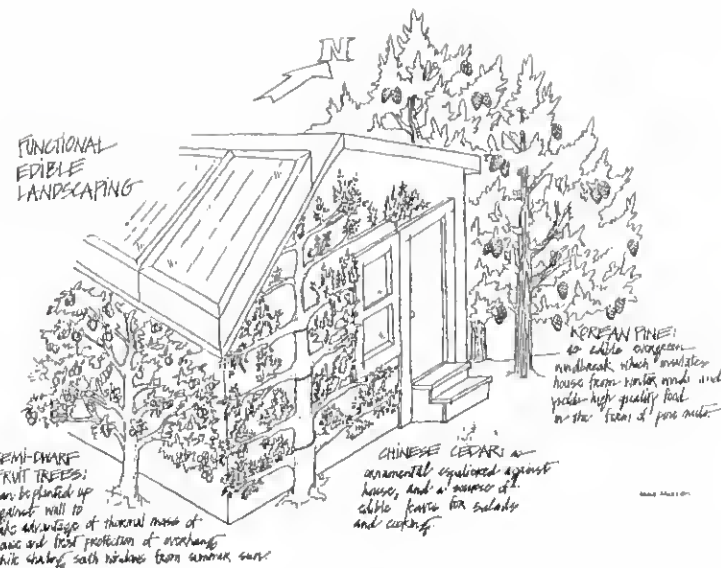 N
FUNCTIONAL
EDIBLE
LANDSCAPING
KOREAN PINE:
an edible evergreen
windbreak which insulates
house from winter winds and
yields high quality food
in the form of pine nuts.
CHINESE CEDAR: an
ornamental espaliered against
house, and a source of
edible leaves for salads
and cooking
SEMI-DWARF
FRUIT TREES:
can be planted up
against wall to
take advantage of thermal mass of
house and frost protection of overhang
while shading south windows from summer sun.